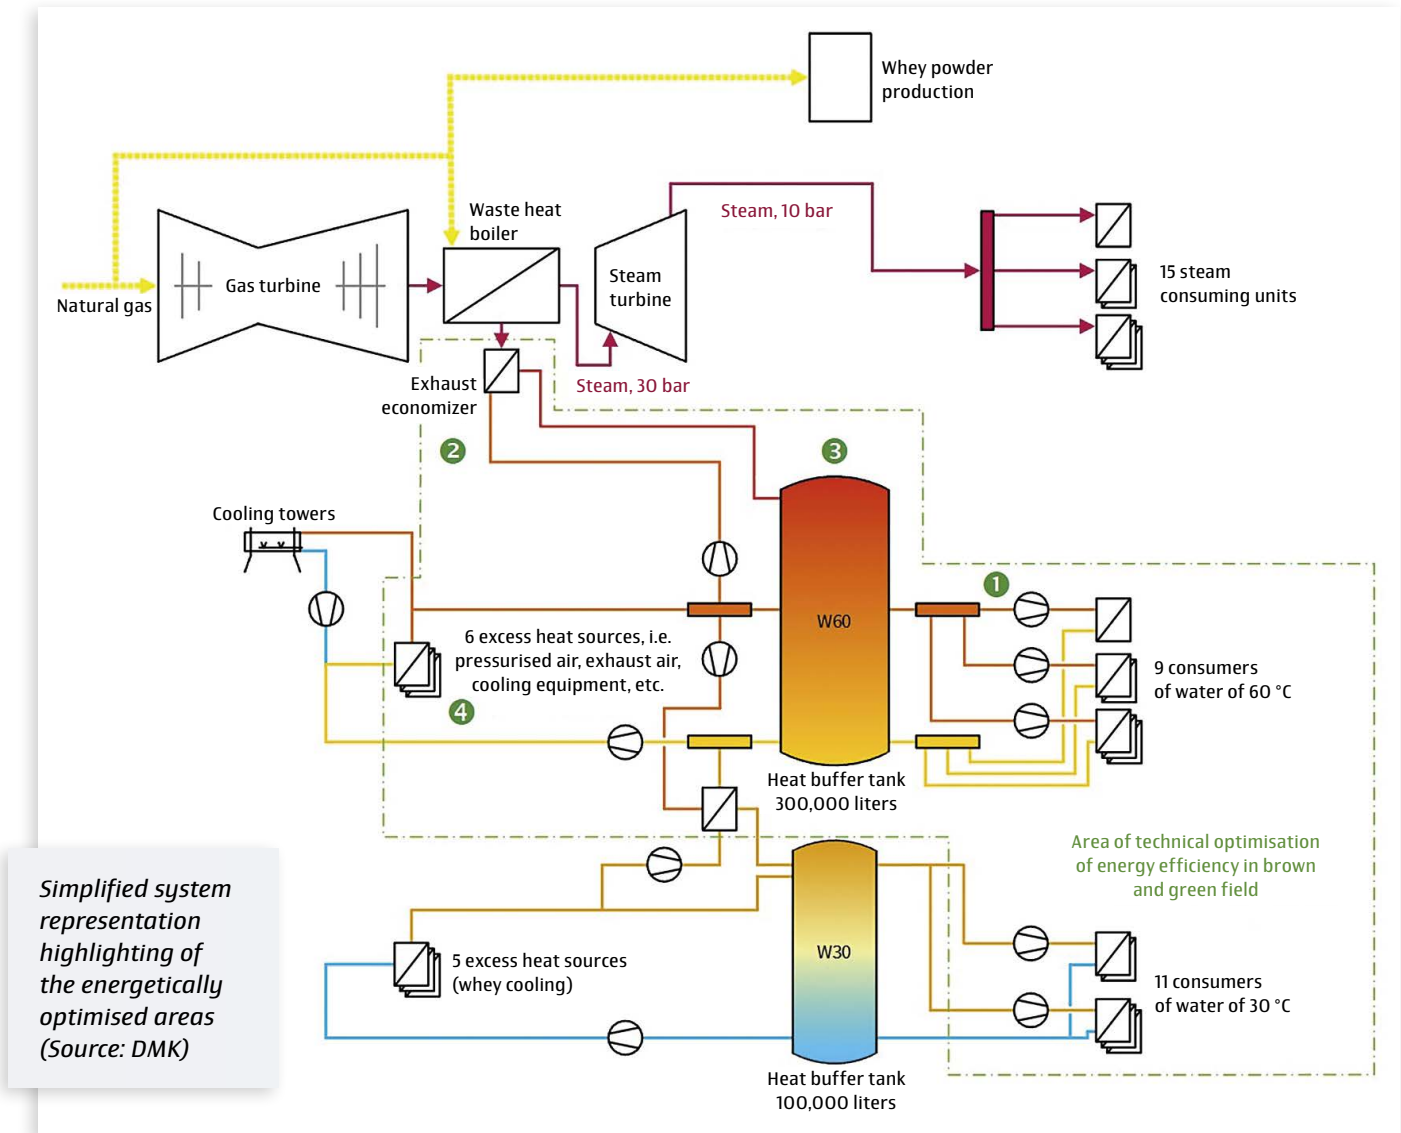 Whey powder
production
Waste heat
boiler
Steam, 10 bar
Gas turbine
Steam
turbine
15 steam
consuming units
Natural gas
Exhaust
economizer
Steam, 30 bar
2
3
Cooling towers
1
W60
6 excess heat sources, i.e.
pressurised air, exhaust air,
cooling equipment, etc.
9 consumers
of water of 60 °C
4
Heat buffer tank
300,000 liters
Area of technical optimisation
of energy efficiency in brown
and green field
Simplified system
representation
highlighting of
the energetically
optimised areas
(Source: DMK)
5 excess heat sources
(whey cooling)
W30
11 consumers
of water of 30 °C
Heat buffer tank
100,000 liters